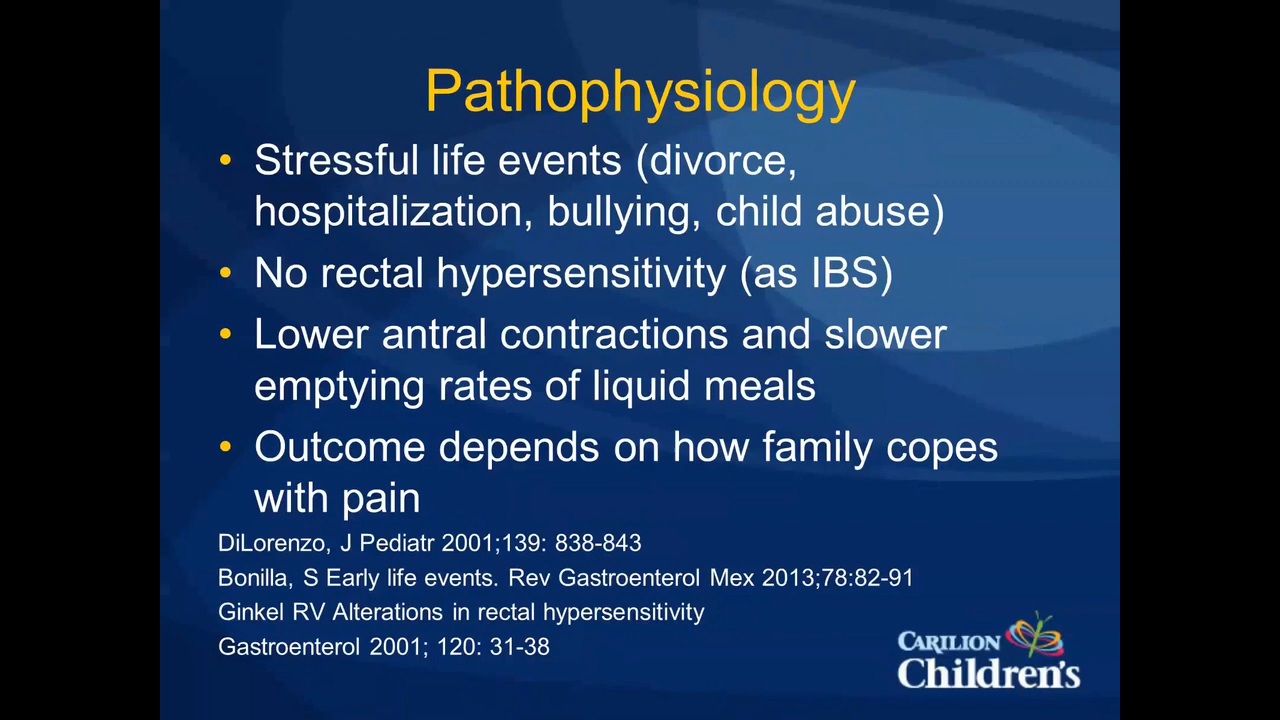 Pathophysiology
• Stressful life events (divorce,
hospitalization, bullying, child abuse)
• No rectal hypersensitivity (as IBS)
• Lower antral contractions and slower
emptying rates of liquid meals
• Outcome depends on how family copes
with pain
DiLorenzo, J Pediatr 2001;139: 838-843
Bonilla, S Early life events. Rev Gastroenterol Mex 2013;78:82-91
Ginkel RV Alterations in rectal hypersensitivity
Gastroenterol 2001; 120: 31-38
CARILION
Children's